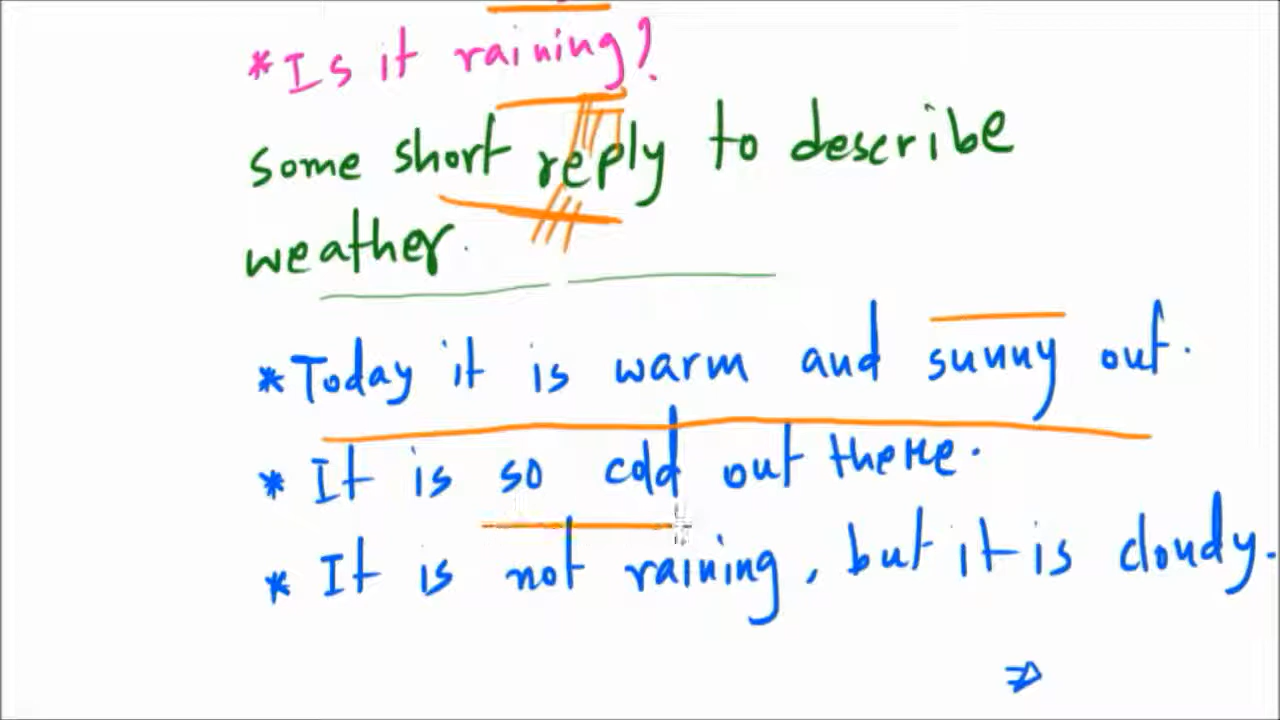 *Is it raining?
some short reply to describe
weather.
*Today it is warm and sunny out.
* It is so cold out there.
* It is not raining, but it is cloudy.